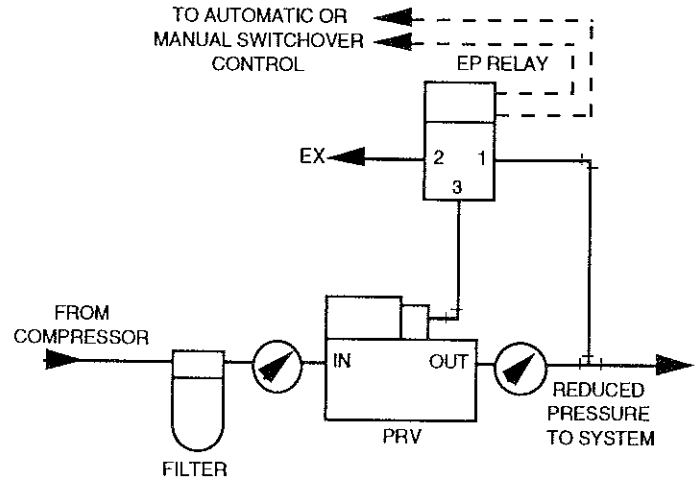 TO AUTOMATIC OR
MANUAL SWITCHOVER
CONTROL
EP RELAY
EX
2
1
3
FROM
COMPRESSOR
IN
OUT
REDUCED
PRESSURE
TO SYSTEM
PRV
FILTER